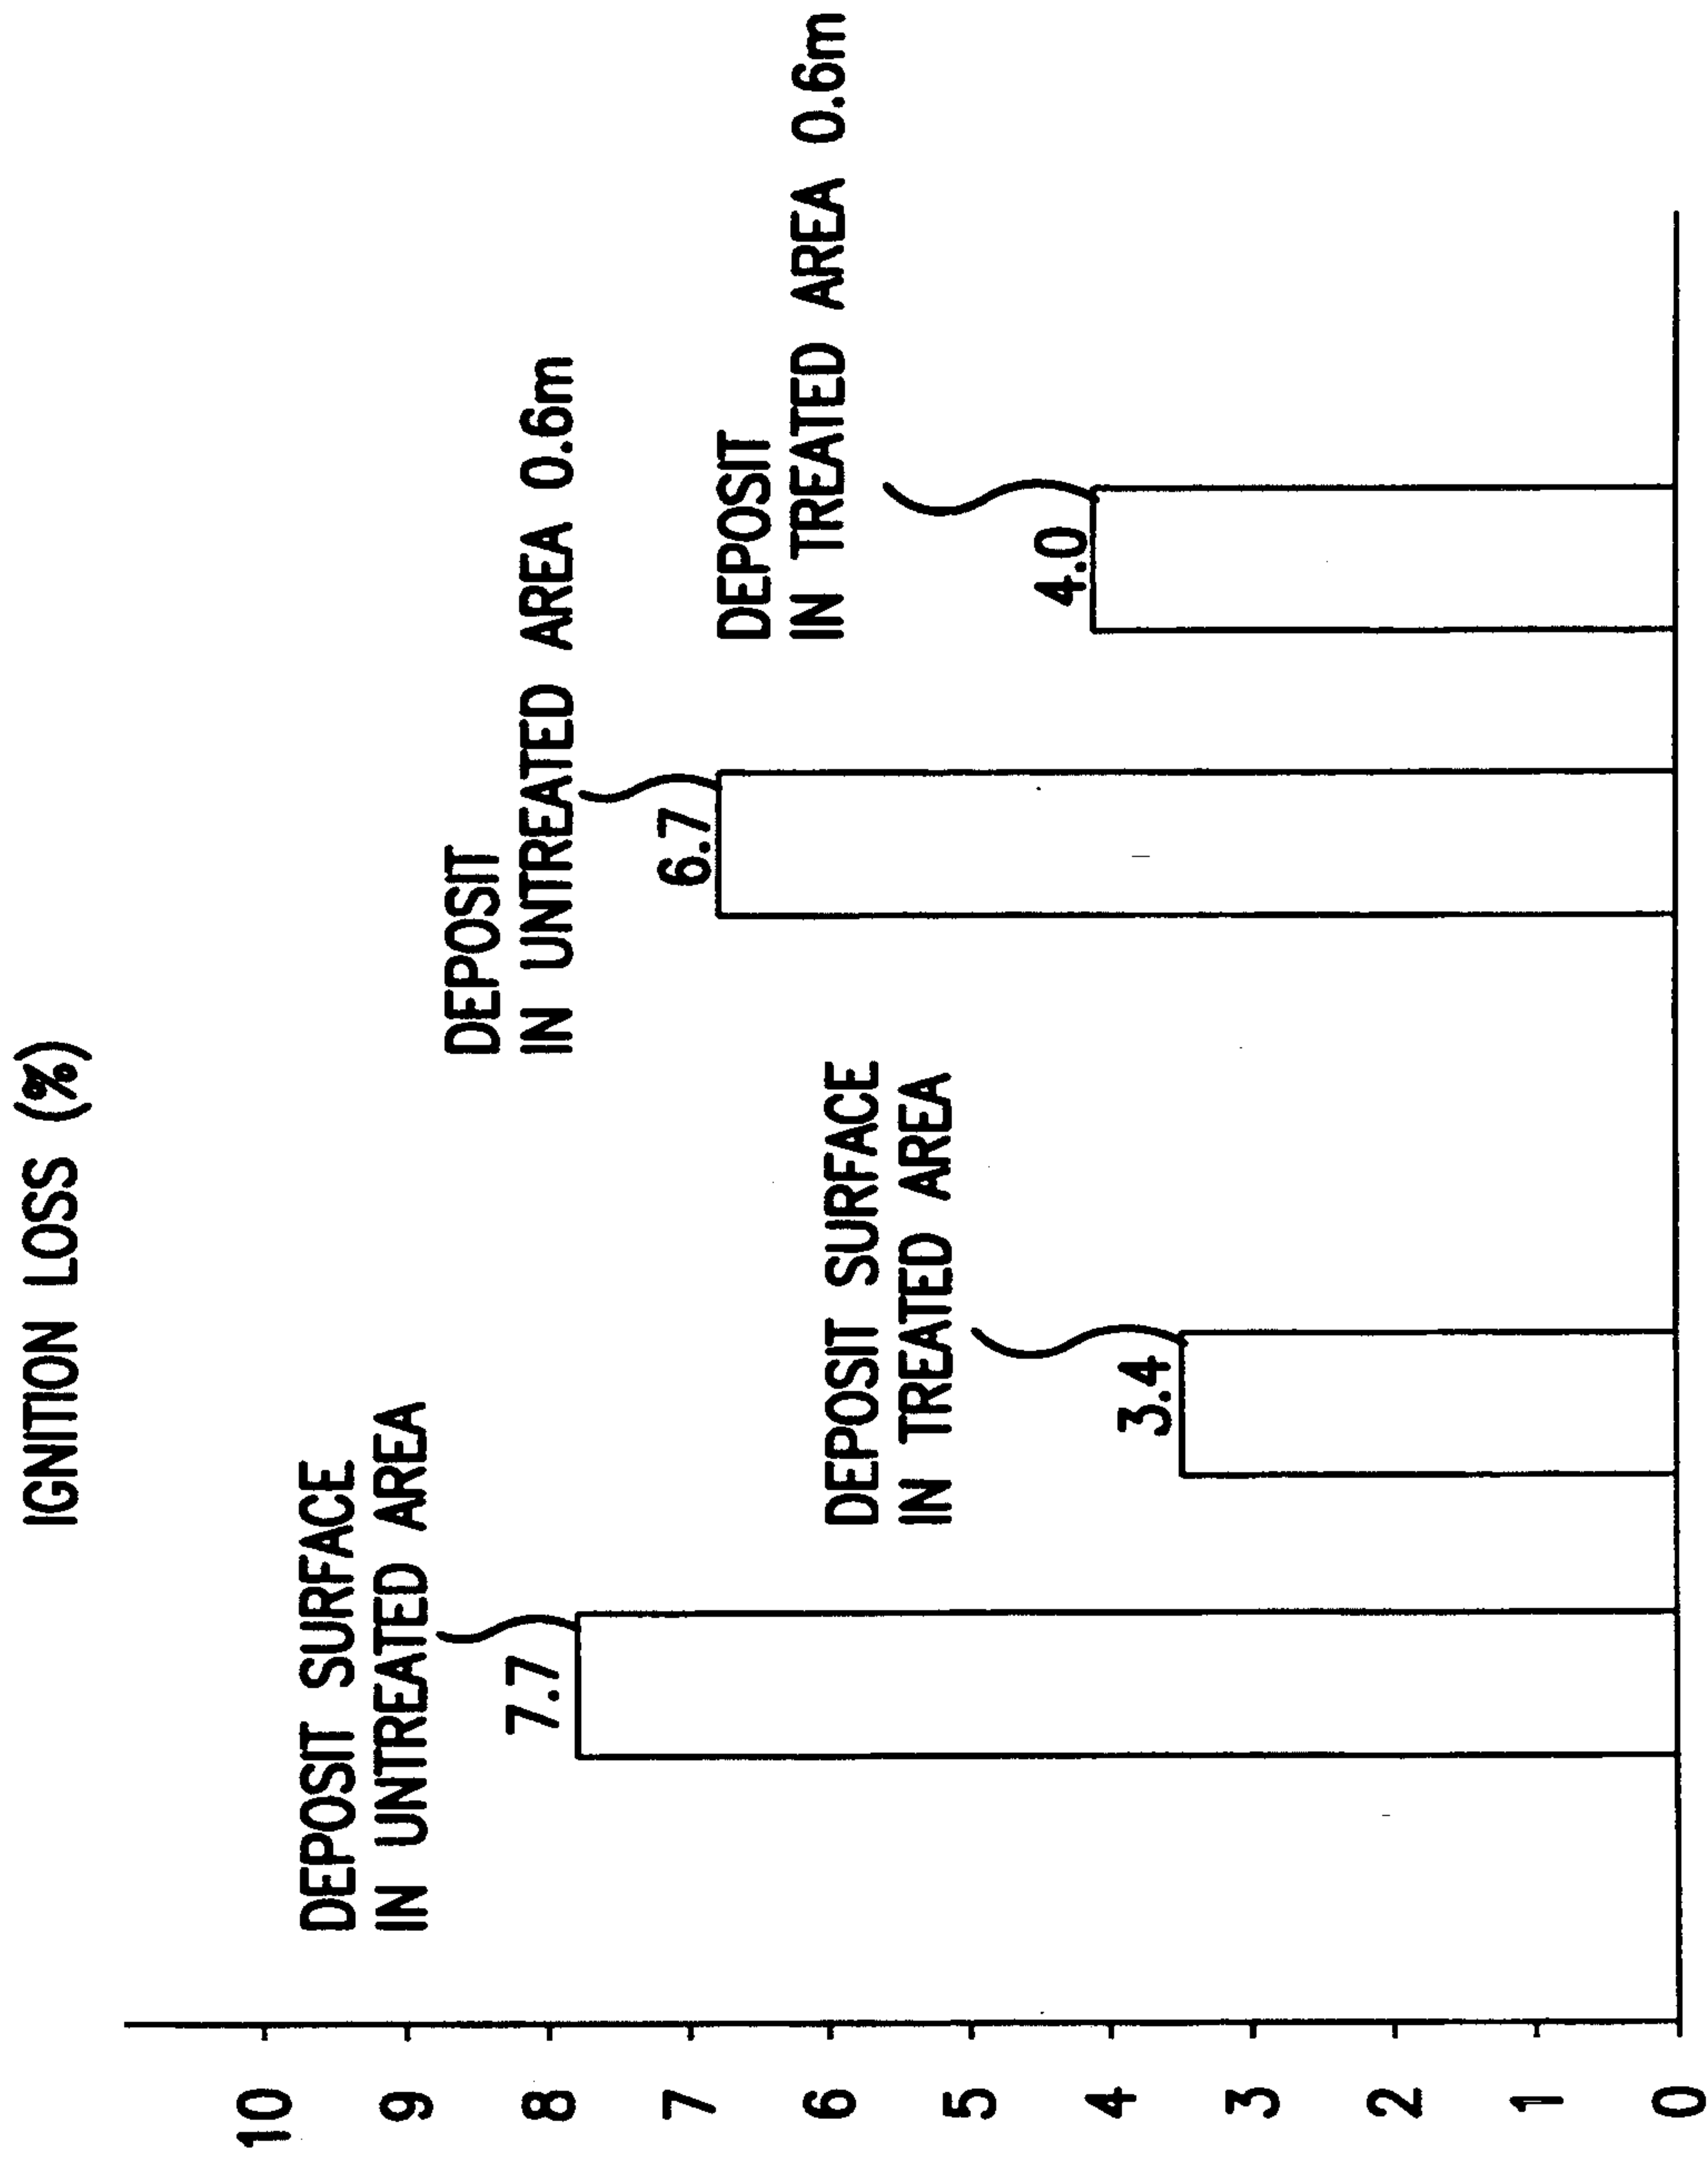 IGNITION LOSS (%)
10
9
8
7
6
5
4
3
2
1
0
DEPOSIT SURFACE
IN UNTREATED AREA
7.7
DEPOSIT SURFACE
IN TREATED AREA
3.4
DEPOSIT
IN UNTREATED AREA 0.6m
6.7
DEPOSIT
IN TREATED AREA 0.6m
4.0